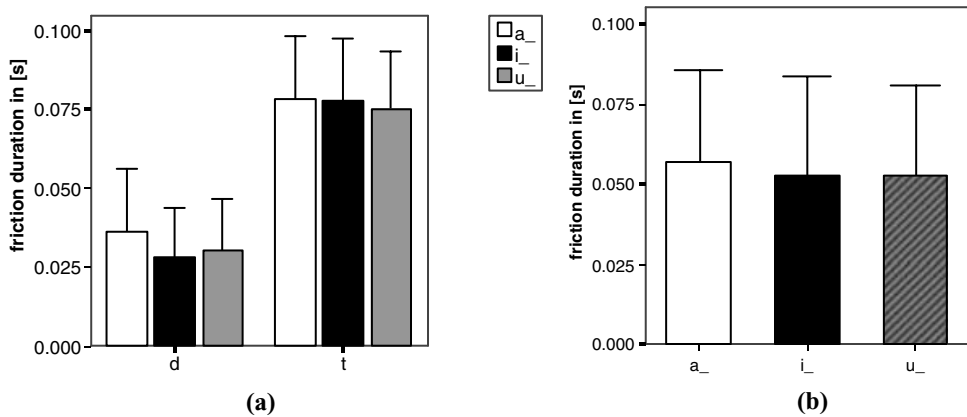 friction duration in [s]
0.100
0.075
0.050
0.025
0.000
d
t
(a)
a_
i_
u_
friction duration in [s]
0.100
0.075
0.050
0.025
0.000
a_
i_
u_
(b)